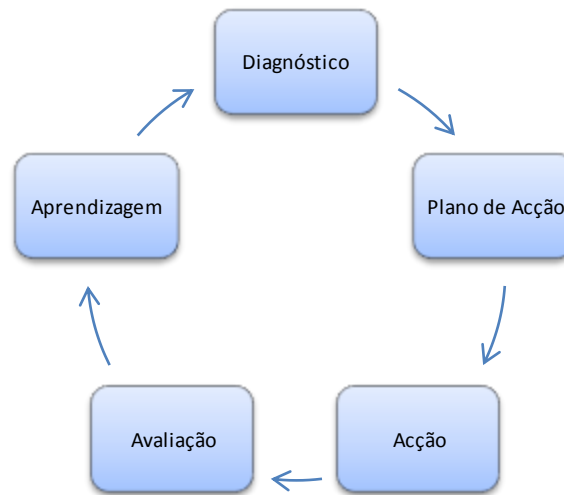 Diagnóstico
Plano de Acção
Acção
Avaliação
Aprendizagem